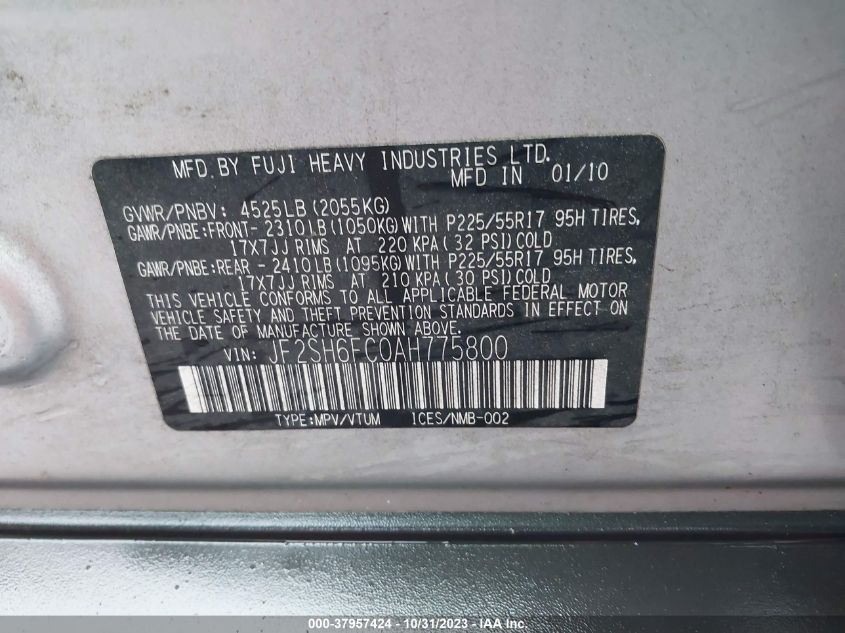 MFD.BY FUJI HEAVY INDUSTRIES LTD.
MFD IN 01/10
GVWR/PNBV: 4525LB(2055KG)
GAWR/PNBE:FRONT- 2310LB(1050KG)WITH P225/55R17 95H TIRES,
17X7JJ RIMS AT 220 KPA(32 PSI)COLD
GAWR/PNBE:REAR - 2410LB(1095KG)WITH P225/55R17 95H TIRES,
17X7JJ RIMS AT 210 KPA(30 PSI)COLD
THIS VEHICLE CONFORMS TO ALL APPLICABLE FEDERAL MOTOR
VEHICLE SAFETY AND THEFT PREVENTION STANDARDS IN EFFECT ON
THE DATE OF MANUFACTURE SHOWN ABOVE.
VIN: JF2SH6FC0AH775800
TYPE:MPV/VTUM ICES/NMB-002
000-37957424 - 10/31/2023 - IAA Inc.